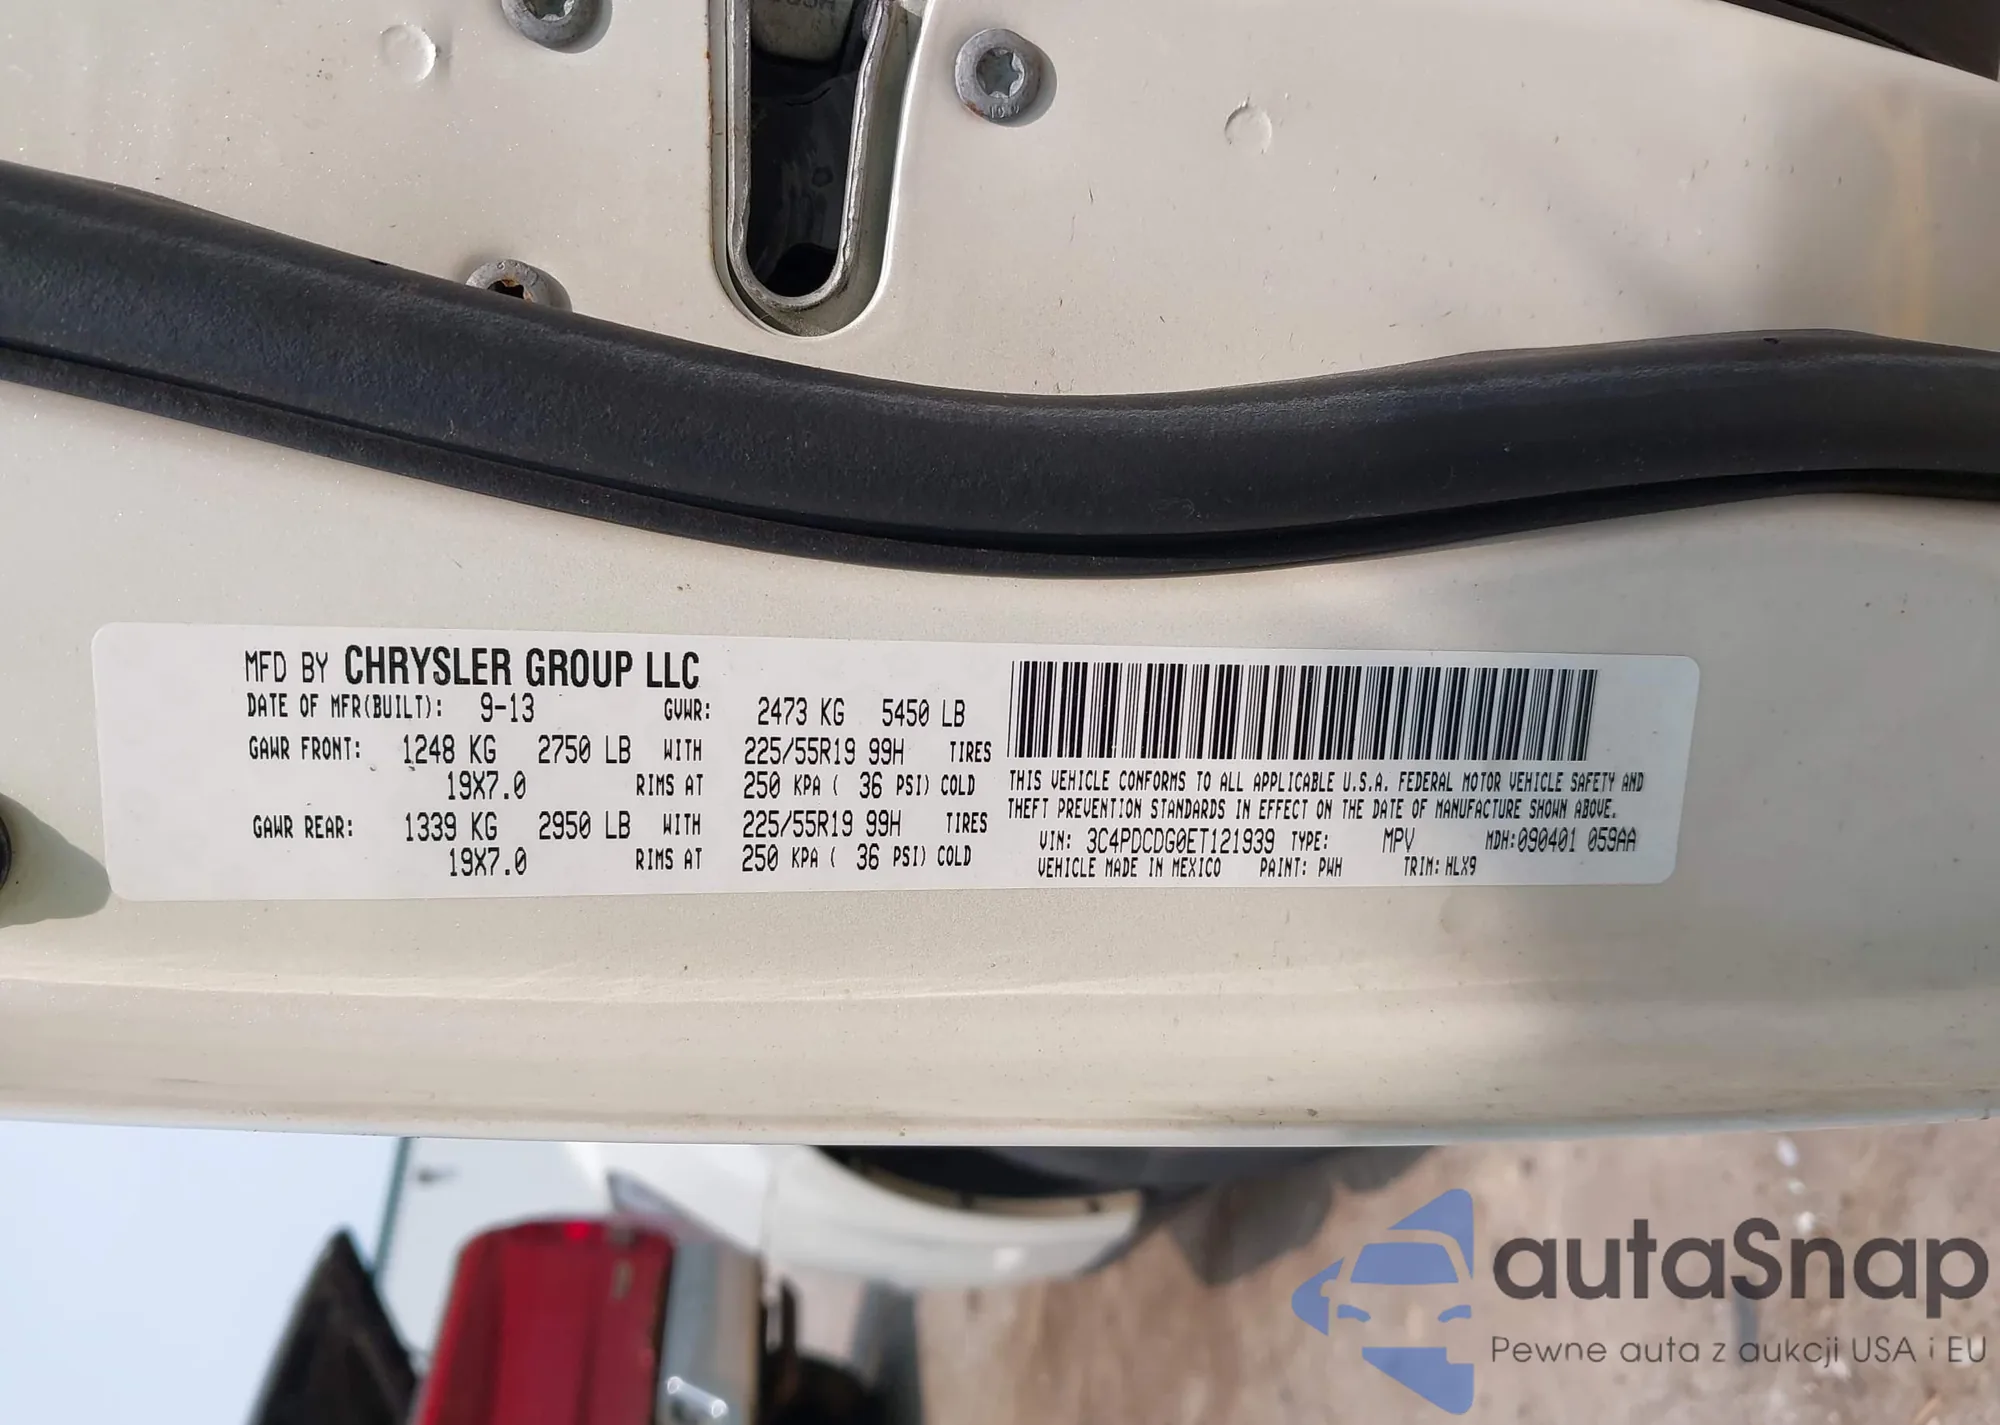 MFD BY CHRYSLER GROUP LLC
DATE OF MFR(BUILT): 9-13 GVWR: 2473 KG 5450 LB
GAWR FRONT: 1248 KG 2750 LB WITH 225/55R19 99H TIRES
19X7.0 RIMS AT 250 KPA ( 36 PSI) COLD
GAWR REAR: 1339 KG 2950 LB WITH 225/55R19 99H TIRES
19X7.0 RIMS AT 250 KPA ( 36 PSI) COLD
THIS VEHICLE CONFORMS TO ALL APPLICABLE U.S.A. FEDERAL MOTOR VEHICLE SAFETY AND
THEFT PREVENTION STANDARDS IN EFFECT ON THE DATE OF MANUFACTURE SHOWN ABOVE.
VIN: 3C4PDCDG0ET121939 TYPE: MPV MDH:090401 059AA
VEHICLE MADE IN MEXICO PAINT: PWH TRIM: HLX9
autaSnap
Pewne auta z aukcji USA i EU